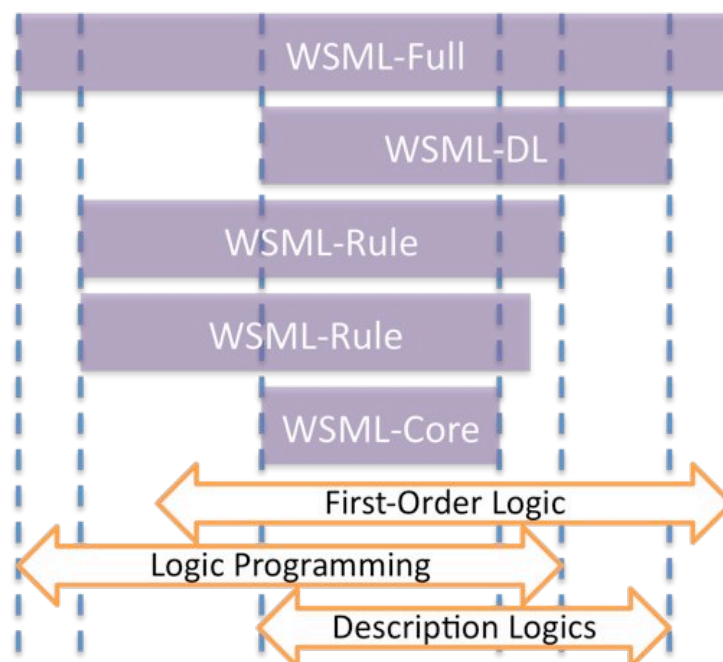 WSML-Full
WSML-DL
WSML-Rule
WSML-Rule
WSML-Core
First-Order Logic
Logic Programming
Description Logics